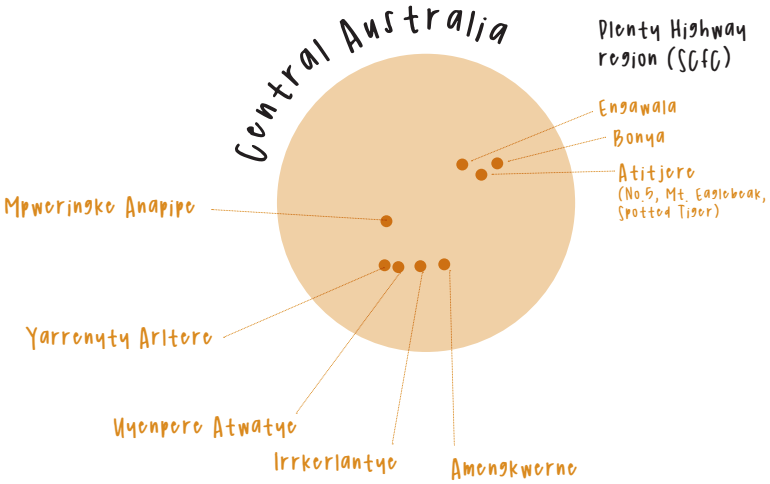 Central Australia
Plenty Highway
region (SCfC)
Engawala
Bonya
Atitjere
(No.5, Mt. Eaglebeak,
Spotted Tiger)
Mpweringke Anapipe
Yarrenyty Arltere
Uyenpere Atwatye
Irrkerlantye
Amengkwerne